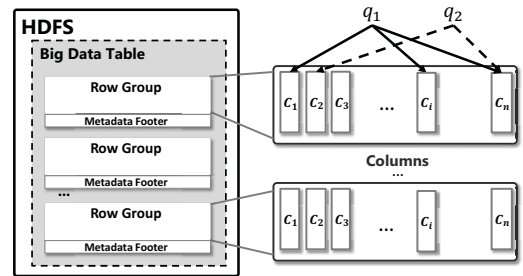 HDFS
Big Data Table
Row Group
Metadata Footer
Row Group
Metadata Footer
...
Row Group
Metadata Footer
q1 q2
C1 C2 C3 ... Ci Cn
Columns
...
C1 C2 C3 ... Ci Cn